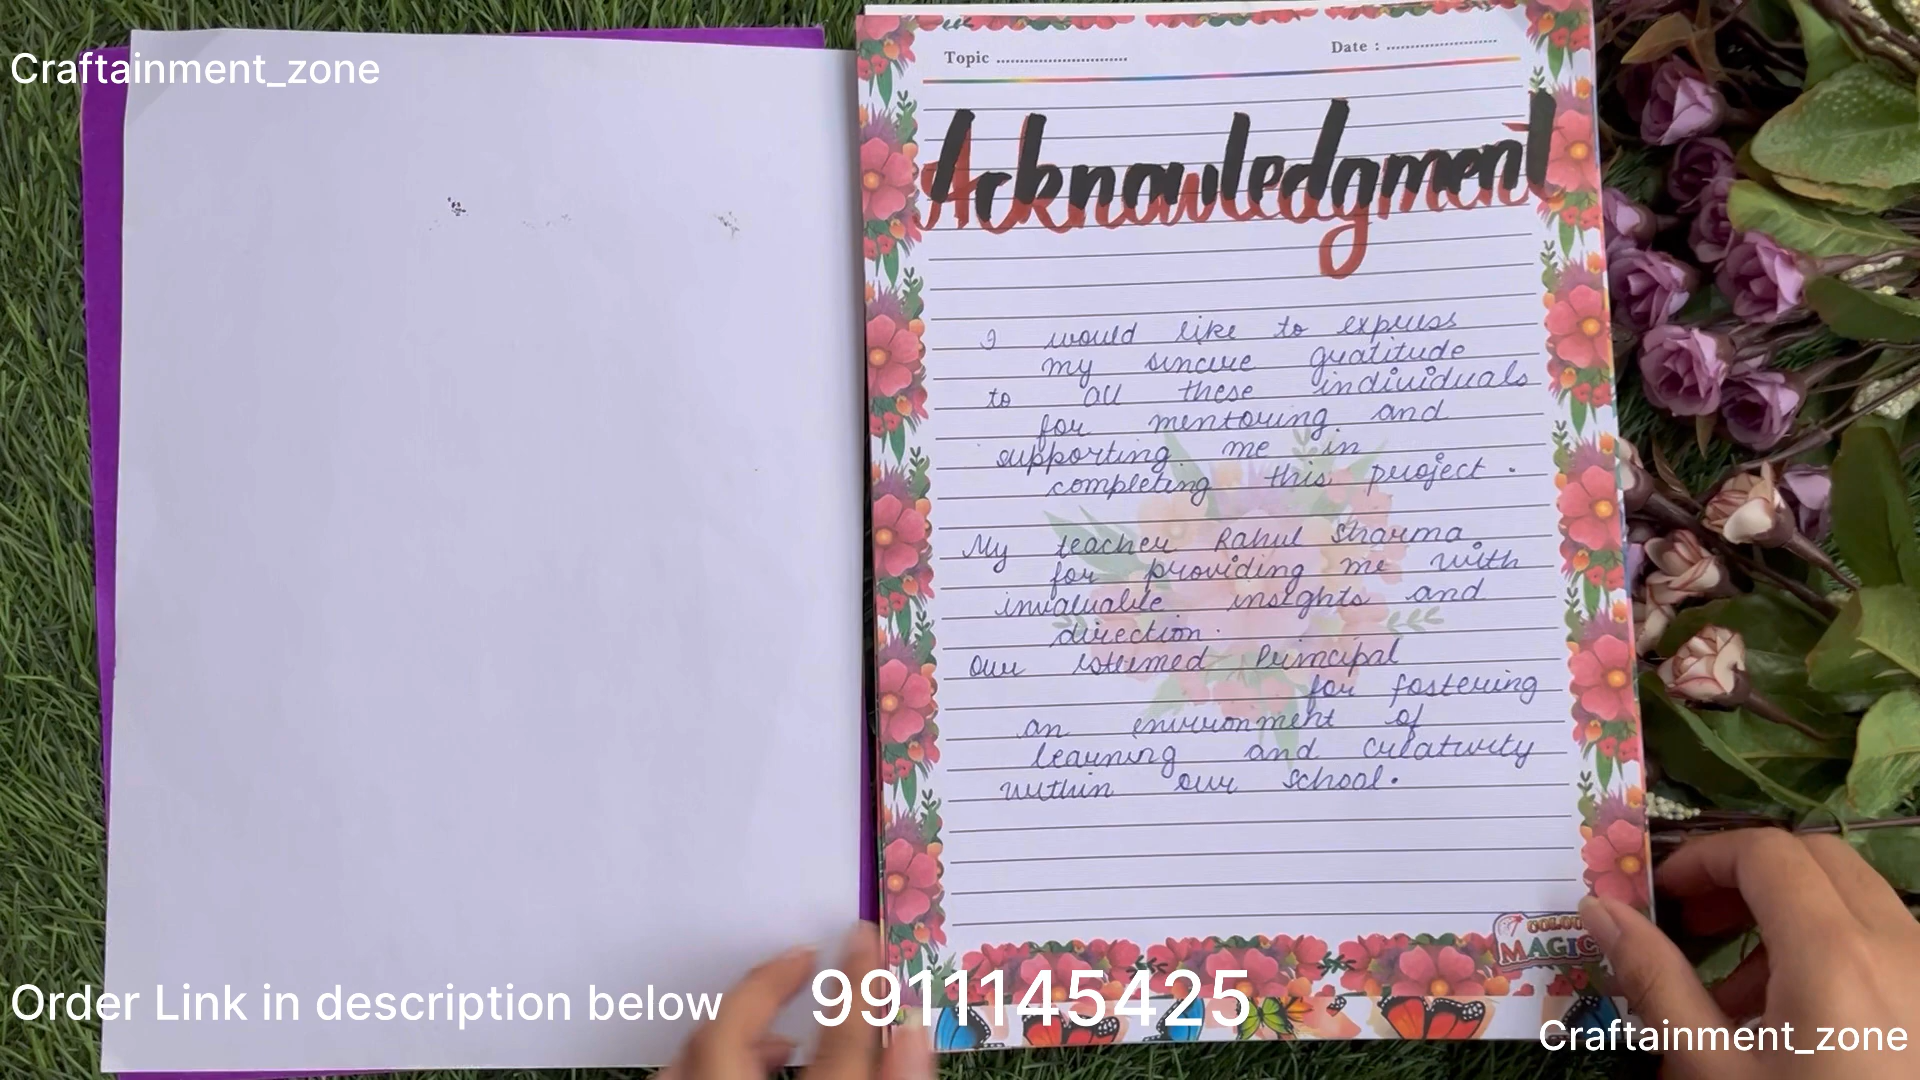 Craftainment_zone
Topic ..............................
Date : ..........................
Acknowledgment
I would like to express
my sincere gratitude
to all these individuals
for mentoring and
supporting me in
completing this project.
My teacher Rahul Sharma
for providing me with
invaluable insights and
direction.
Our esteemed Principal
for fostering
an environment of
learning and creativity
within our school.
COLOU
MAGIC
Order Link in description below
9911145425
Craftainment_zone